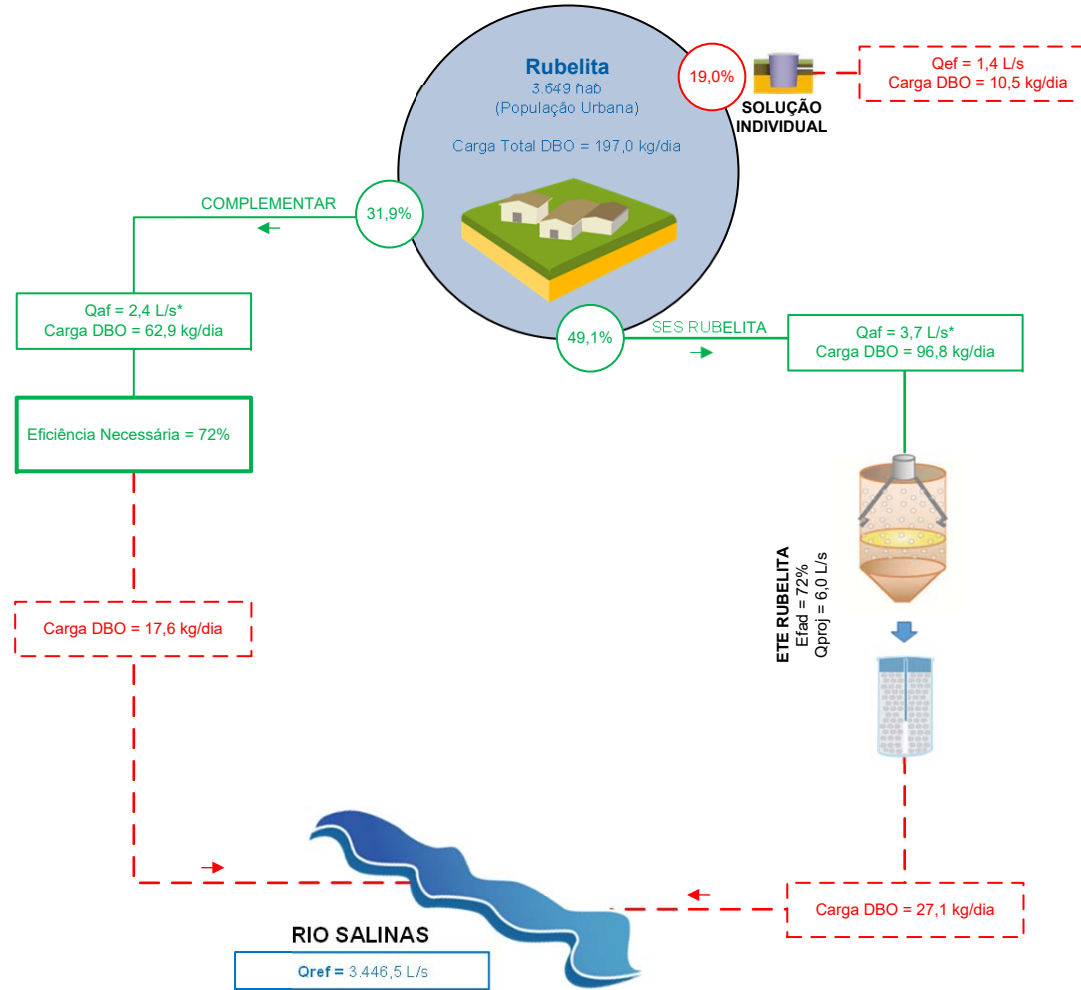 Rubelita
3.649 hab
(População Urbana)
Carga Total DBO = 197,0 kg/dia
19,0%
SOLUÇÃO
INDIVIDUAL
Qef = 1,4 L/s
Carga DBO = 10,5 kg/dia
COMPLEMENTAR
31,9%
Qaf = 2,4 L/s*
Carga DBO = 62,9 kg/dia
Eficiência Necessária = 72%
Carga DBO = 17,6 kg/dia
49,1%
SES RUBELITA
Qaf = 3,7 L/s*
Carga DBO = 96,8 kg/dia
ETE RUBELITA
Efad = 72%
Qproj = 6,0 L/s
Carga DBO = 27,1 kg/dia
RIO SALINAS
Qref = 3.446,5 L/s